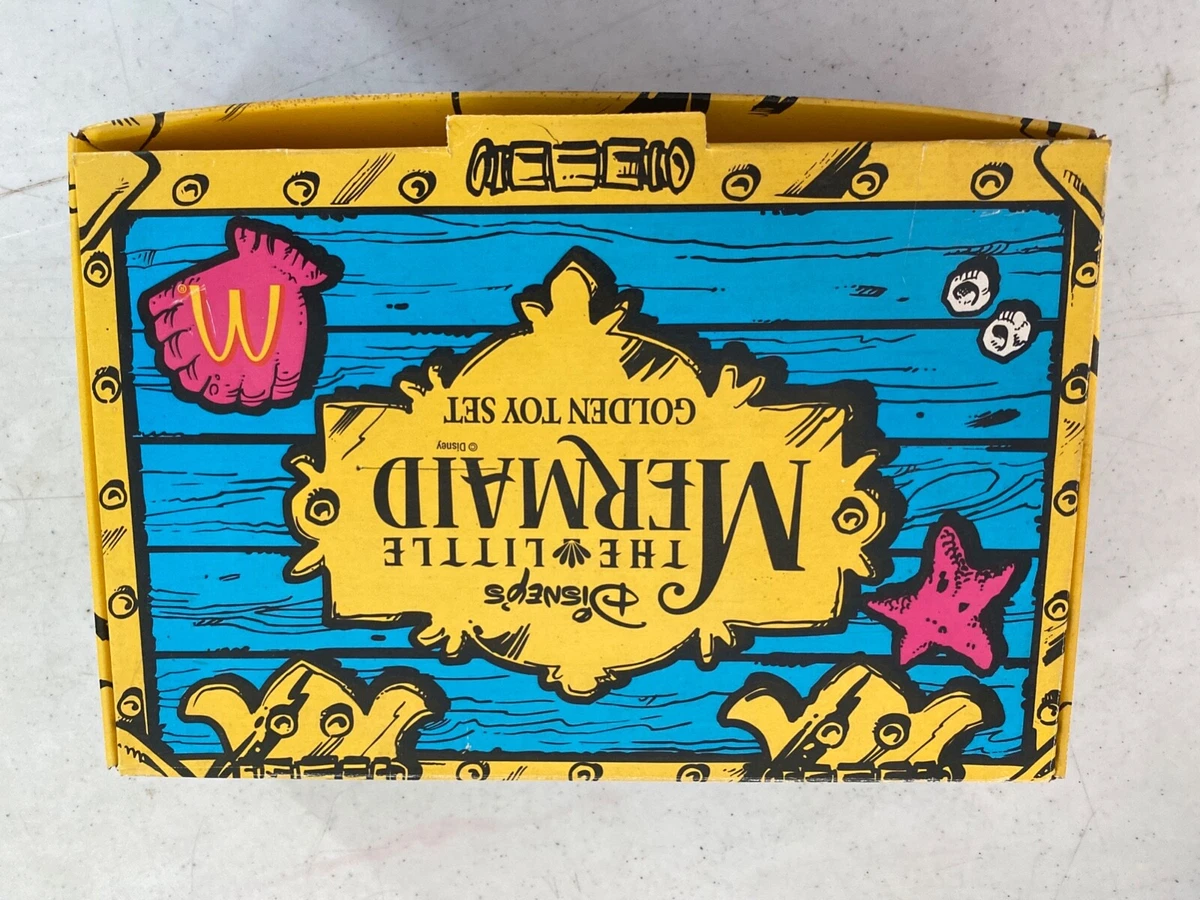 Disney's
THE LITTLE
MERMAID
© Disney
GOLDEN TOY SET
M®